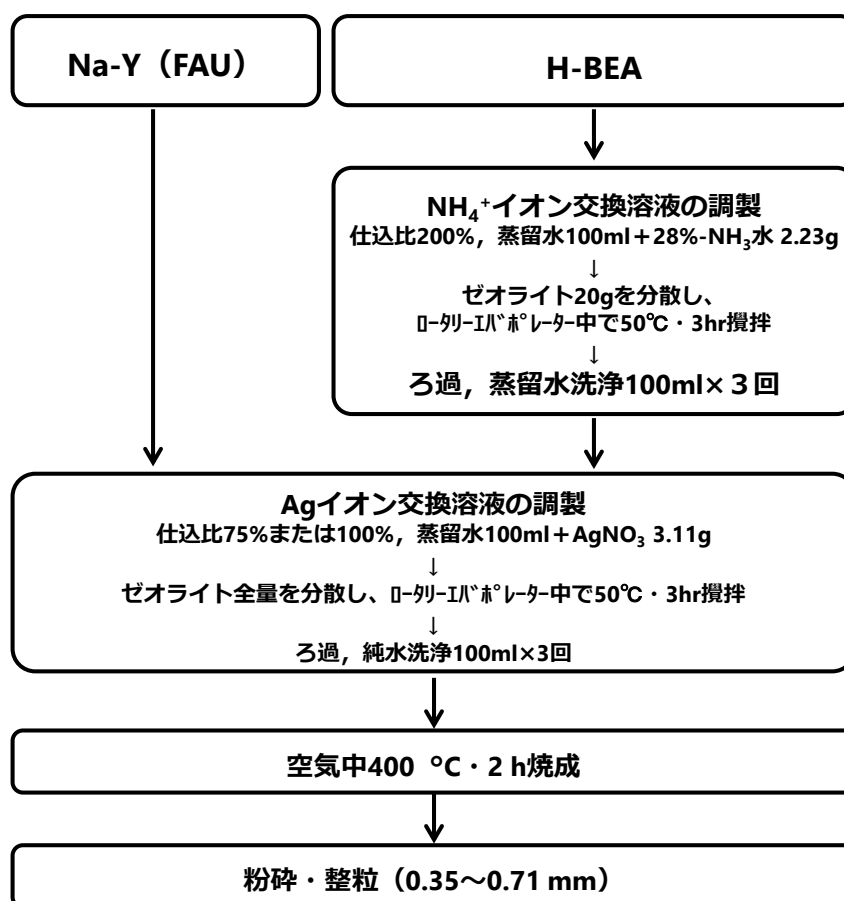 Na-Y（FAU）
H-BEA
NH₄⁺イオン交換溶液の調製
仕込比200%，蒸留水100ml＋28%-NH₃水 2.23g
↓
ゼオライト20gを分散し、
ﾛｰﾀﾘｰｴﾊﾞﾎﾟﾚｰﾀｰ中で50℃・3hr攪拌
↓
ろ過，蒸留水洗浄100ml×３回
Agイオン交換溶液の調製
仕込比75%または100%，蒸留水100ml＋AgNO₃ 3.11g
↓
ゼオライト全量を分散し、ﾛｰﾀﾘｰｴﾊﾞﾎﾟﾚｰﾀｰ中で50℃・3hr攪拌
↓
ろ過，純水洗浄100ml×3回
空気中400 ℃・2 h焼成
粉砕・整粒（0.35～0.71 mm）